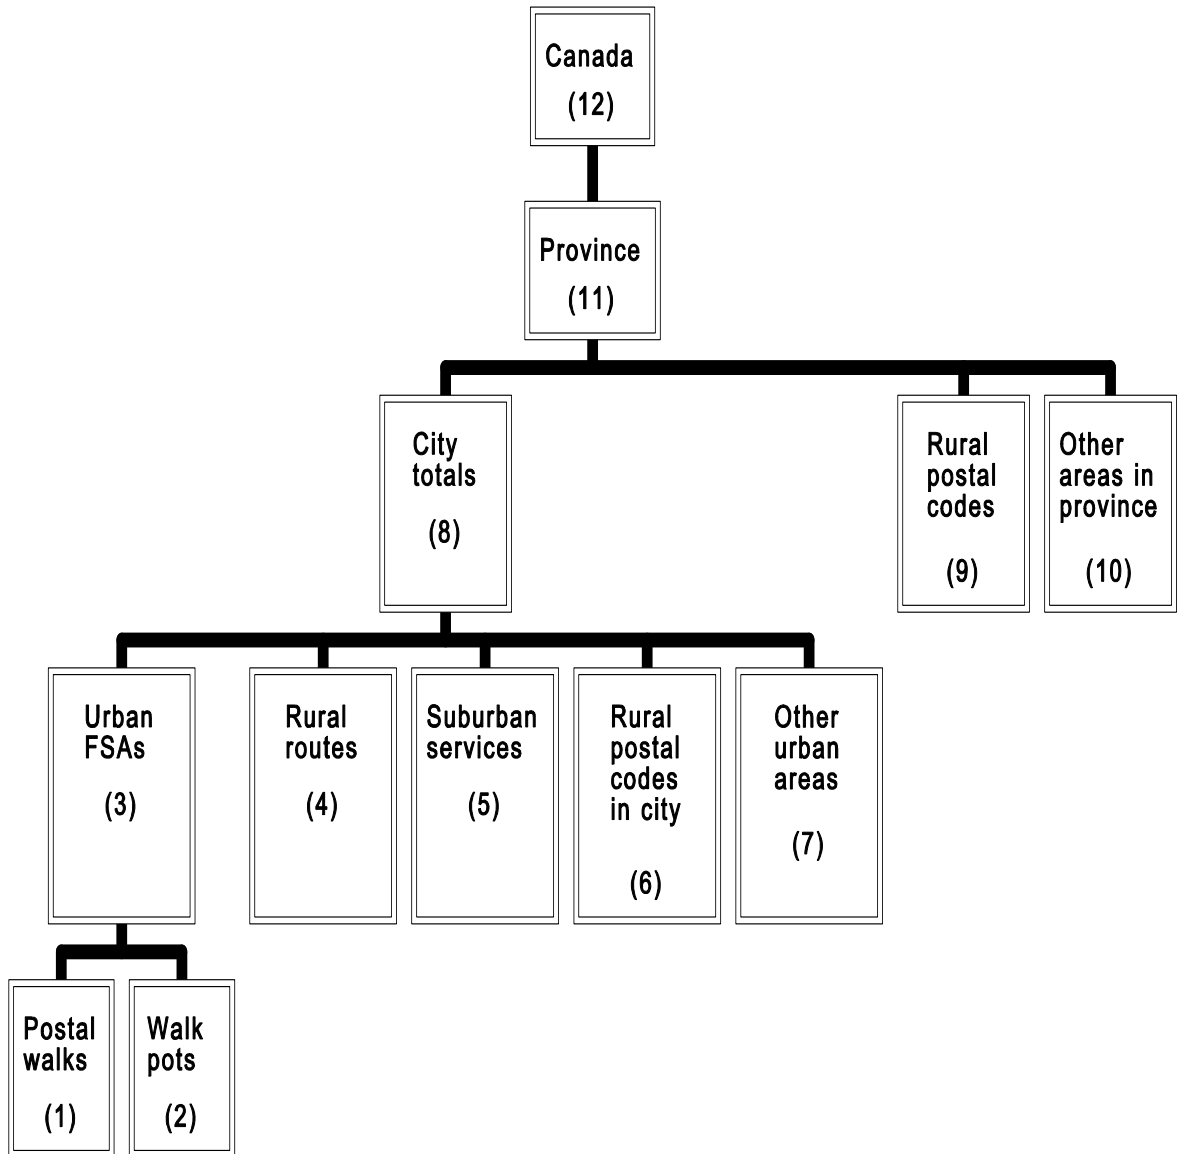 Canada
(12)
Province
(11)
City
totals
(8)
Rural
postal
codes
(9)
Other
areas in
province
(10)
Urban
FSAs
(3)
Rural
routes
(4)
Suburban
services
(5)
Rural
postal
codes
in city
(6)
Other
urban
areas
(7)
Postal
walks
(1)
Walk
pots
(2)